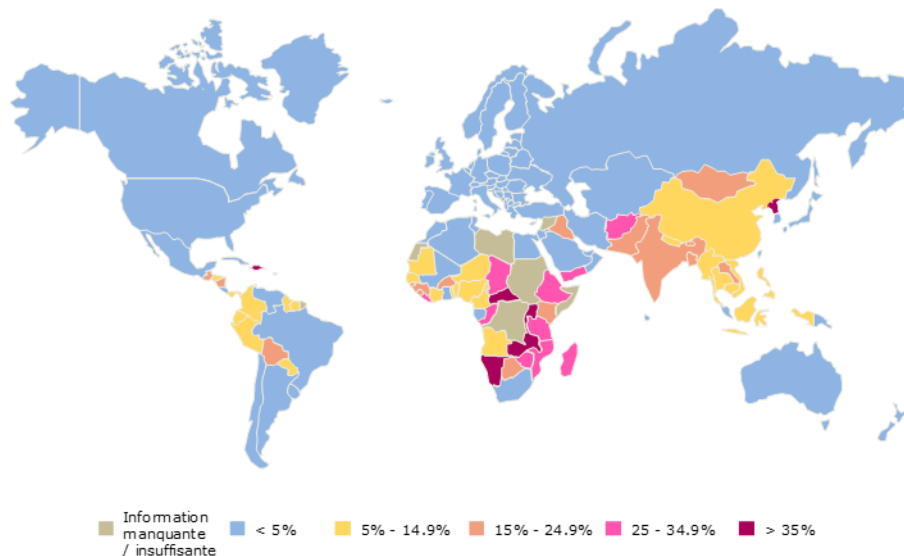 Information
manquante
/ insuffisante
< 5%
5% - 14.9%
15% - 24.9%
25 - 34.9%
> 35%